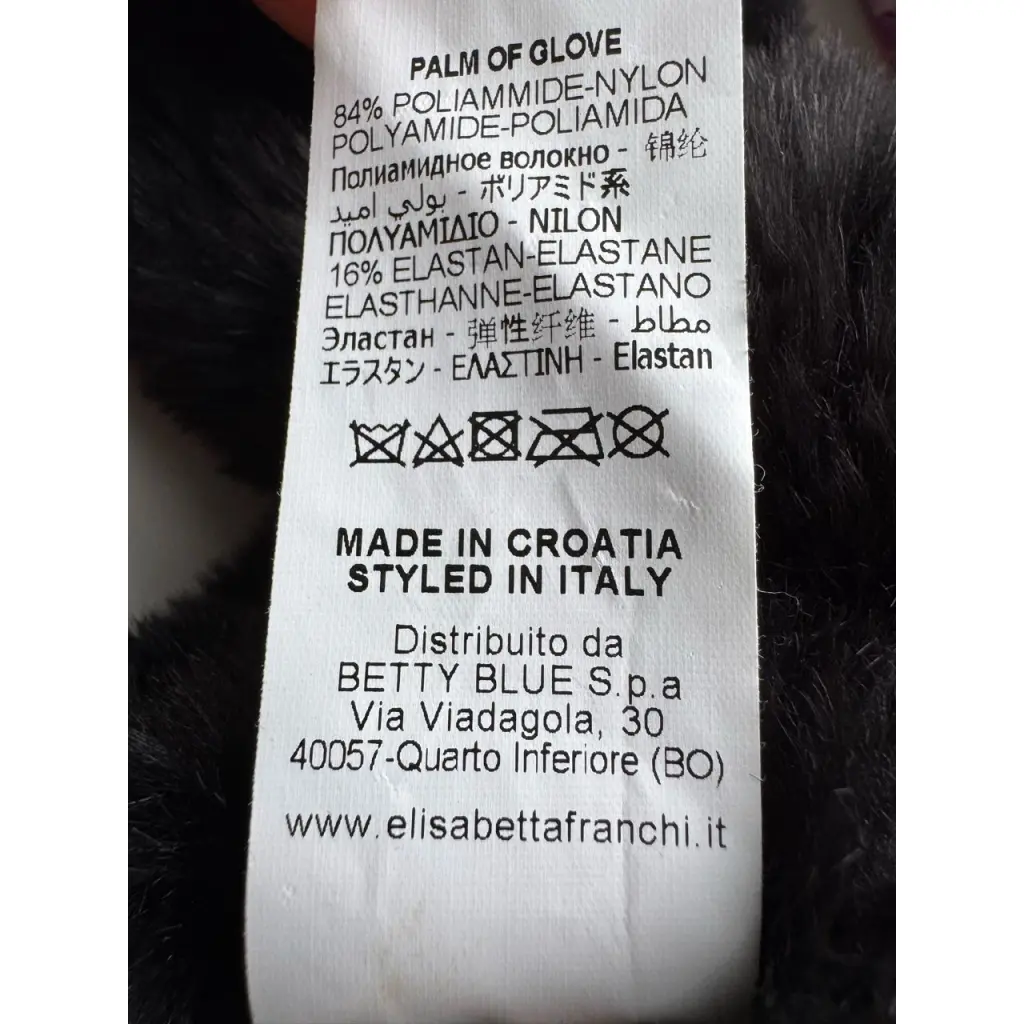 PALM OF GLOVE
84% POLIAMMIDE-NYLON
POLYAMIDE-POLIAMIDA
Полиамидное волокно - 锦纶
بولي اميد - ポリアミド系
ΠΟΛΥΑΜΙΔΙΟ - NILON
16% ELASTAN-ELASTANE
ELASTHANNE-ELASTANO
Эластан - 弹性纤维 - مطاط
エラスタン - ΕΛΑΣΤΙΝΗ - Elastan
MADE IN CROATIA
STYLED IN ITALY
Distribuito da
BETTY BLUE S.p.a
Via Viadagola, 30
40057-Quarto Inferiore (BO)
www.elisabettafranchi.it